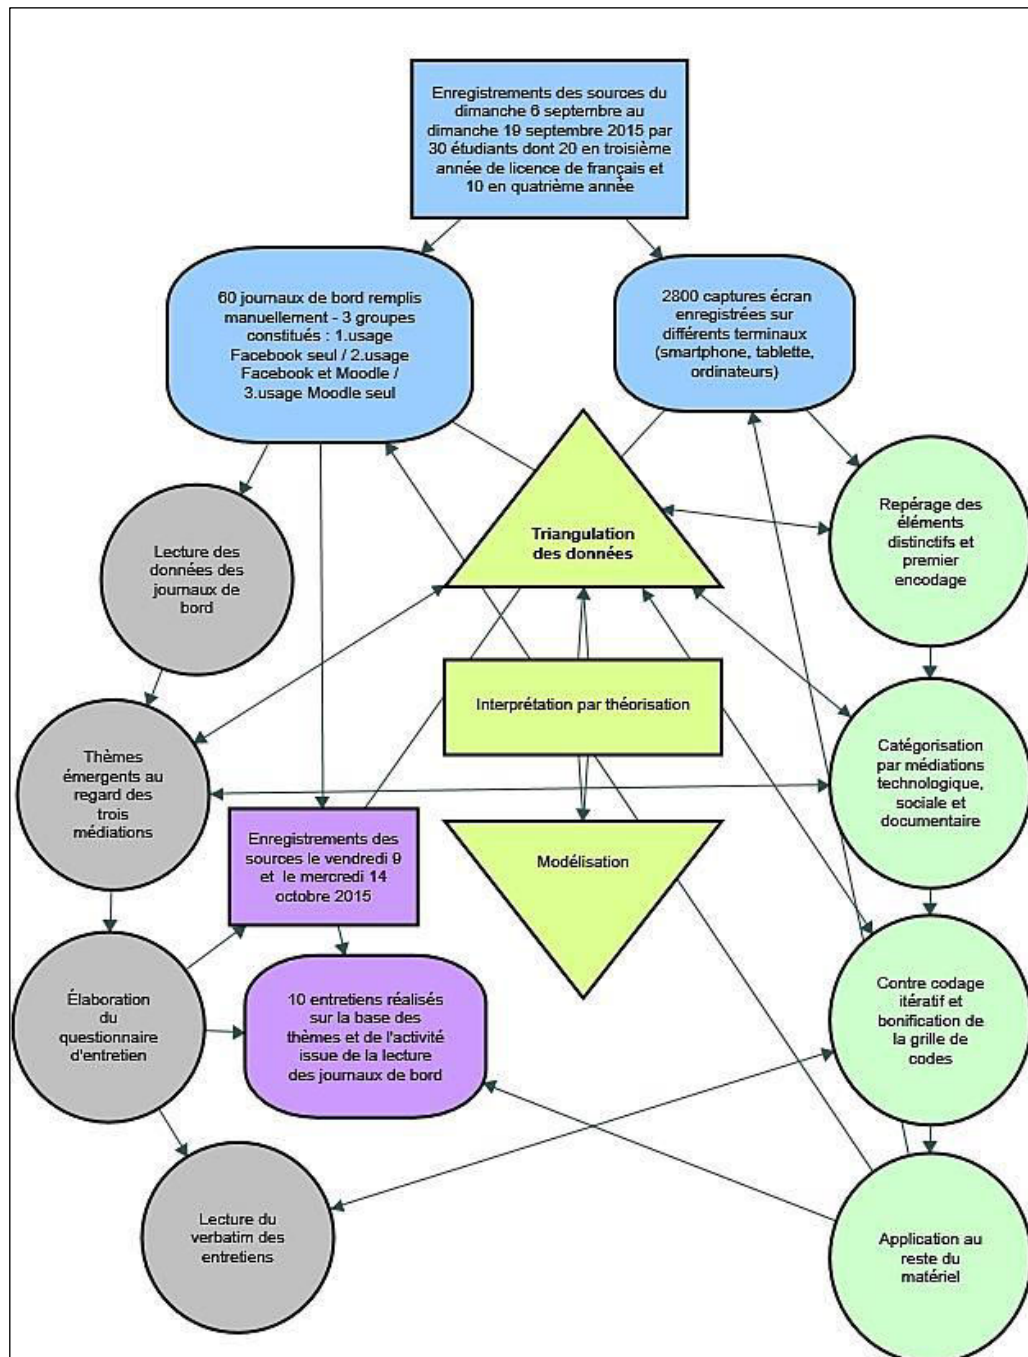 Enregistrements des sources du
dimanche 6 septembre au
dimanche 19 septembre 2015 par
30 étudiants dont 20 en troisième
année de licence de français et
10 en quatrième année
60 journaux de bord remplis
manuellement - 3 groupes
constitués : 1.usage
Facebook seul / 2.usage
Facebook et Moodle /
3.usage Moodle seul
2800 captures écran
enregistrées sur
différents terminaux
(smartphone, tablette,
ordinateurs)
Lecture des
données des
journaux de
bord
Triangulation
des données
Repérage des
éléments
distinctifs et
premier
encodage
Thèmes
émergents au
regard des
trois
médiations
Interprétation par théorisation
Catégorisation
par médiations
technologique,
sociale et
documentaire
Enregistrements des
sources le vendredi 9
et le mercredi 14
octobre 2015
Modélisation
Élaboration
du
questionnaire
d'entretien
10 entretiens réalisés
sur la base des
thèmes et de l'activité
issue de la lecture
des journaux de bord
Contre codage
itératif et
bonification de
la grille de
codes
Lecture du
verbatim des
entretiens
Application au
reste du
matériel